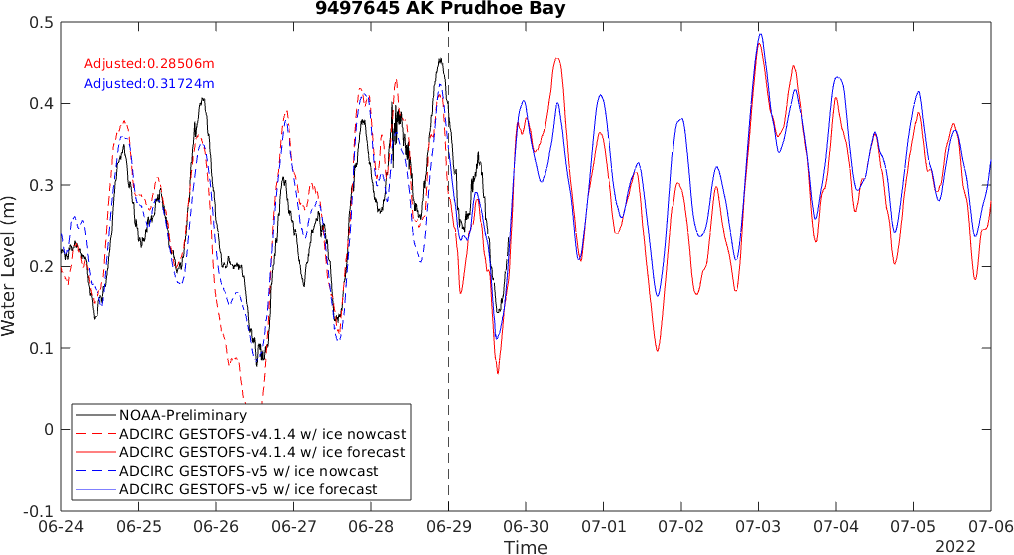 9497645 AK Prudhoe Bay
0.5
0.4
0.3
0.2
0.1
0
-0.1
Water Level (m)
Adjusted:0.28506m
Adjusted:0.31724m
NOAA-Preliminary
ADCIRC GESTOFS-v4.1.4 w/ ice nowcast
ADCIRC GESTOFS-v4.1.4 w/ ice forecast
ADCIRC GESTOFS-v5 w/ ice nowcast
ADCIRC GESTOFS-v5 w/ ice forecast
06-24 06-25 06-26 06-27 06-28 06-29 06-30 07-01 07-02 07-03 07-04 07-05 07-06
Time
2022